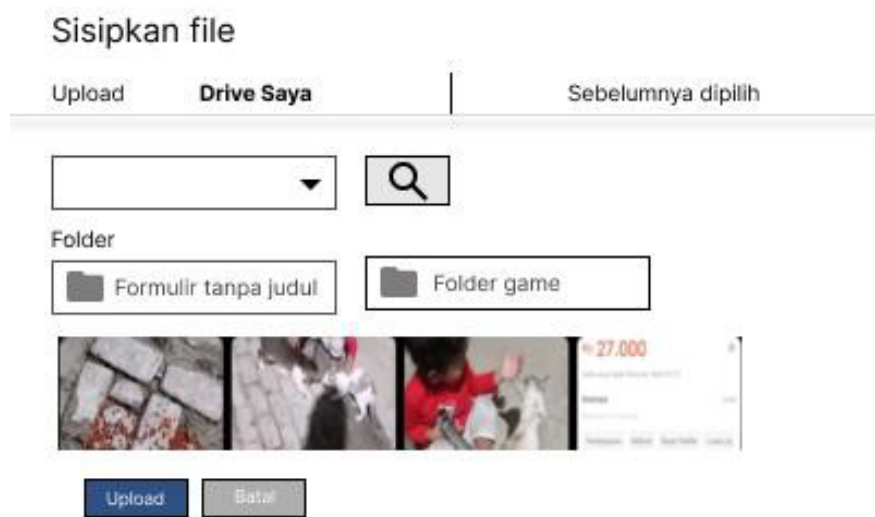 Sisipkan file
Upload Drive Saya Sebelumnya dipilih
Folder
Formulir tanpa judul Folder game
27.000
Upload Batal